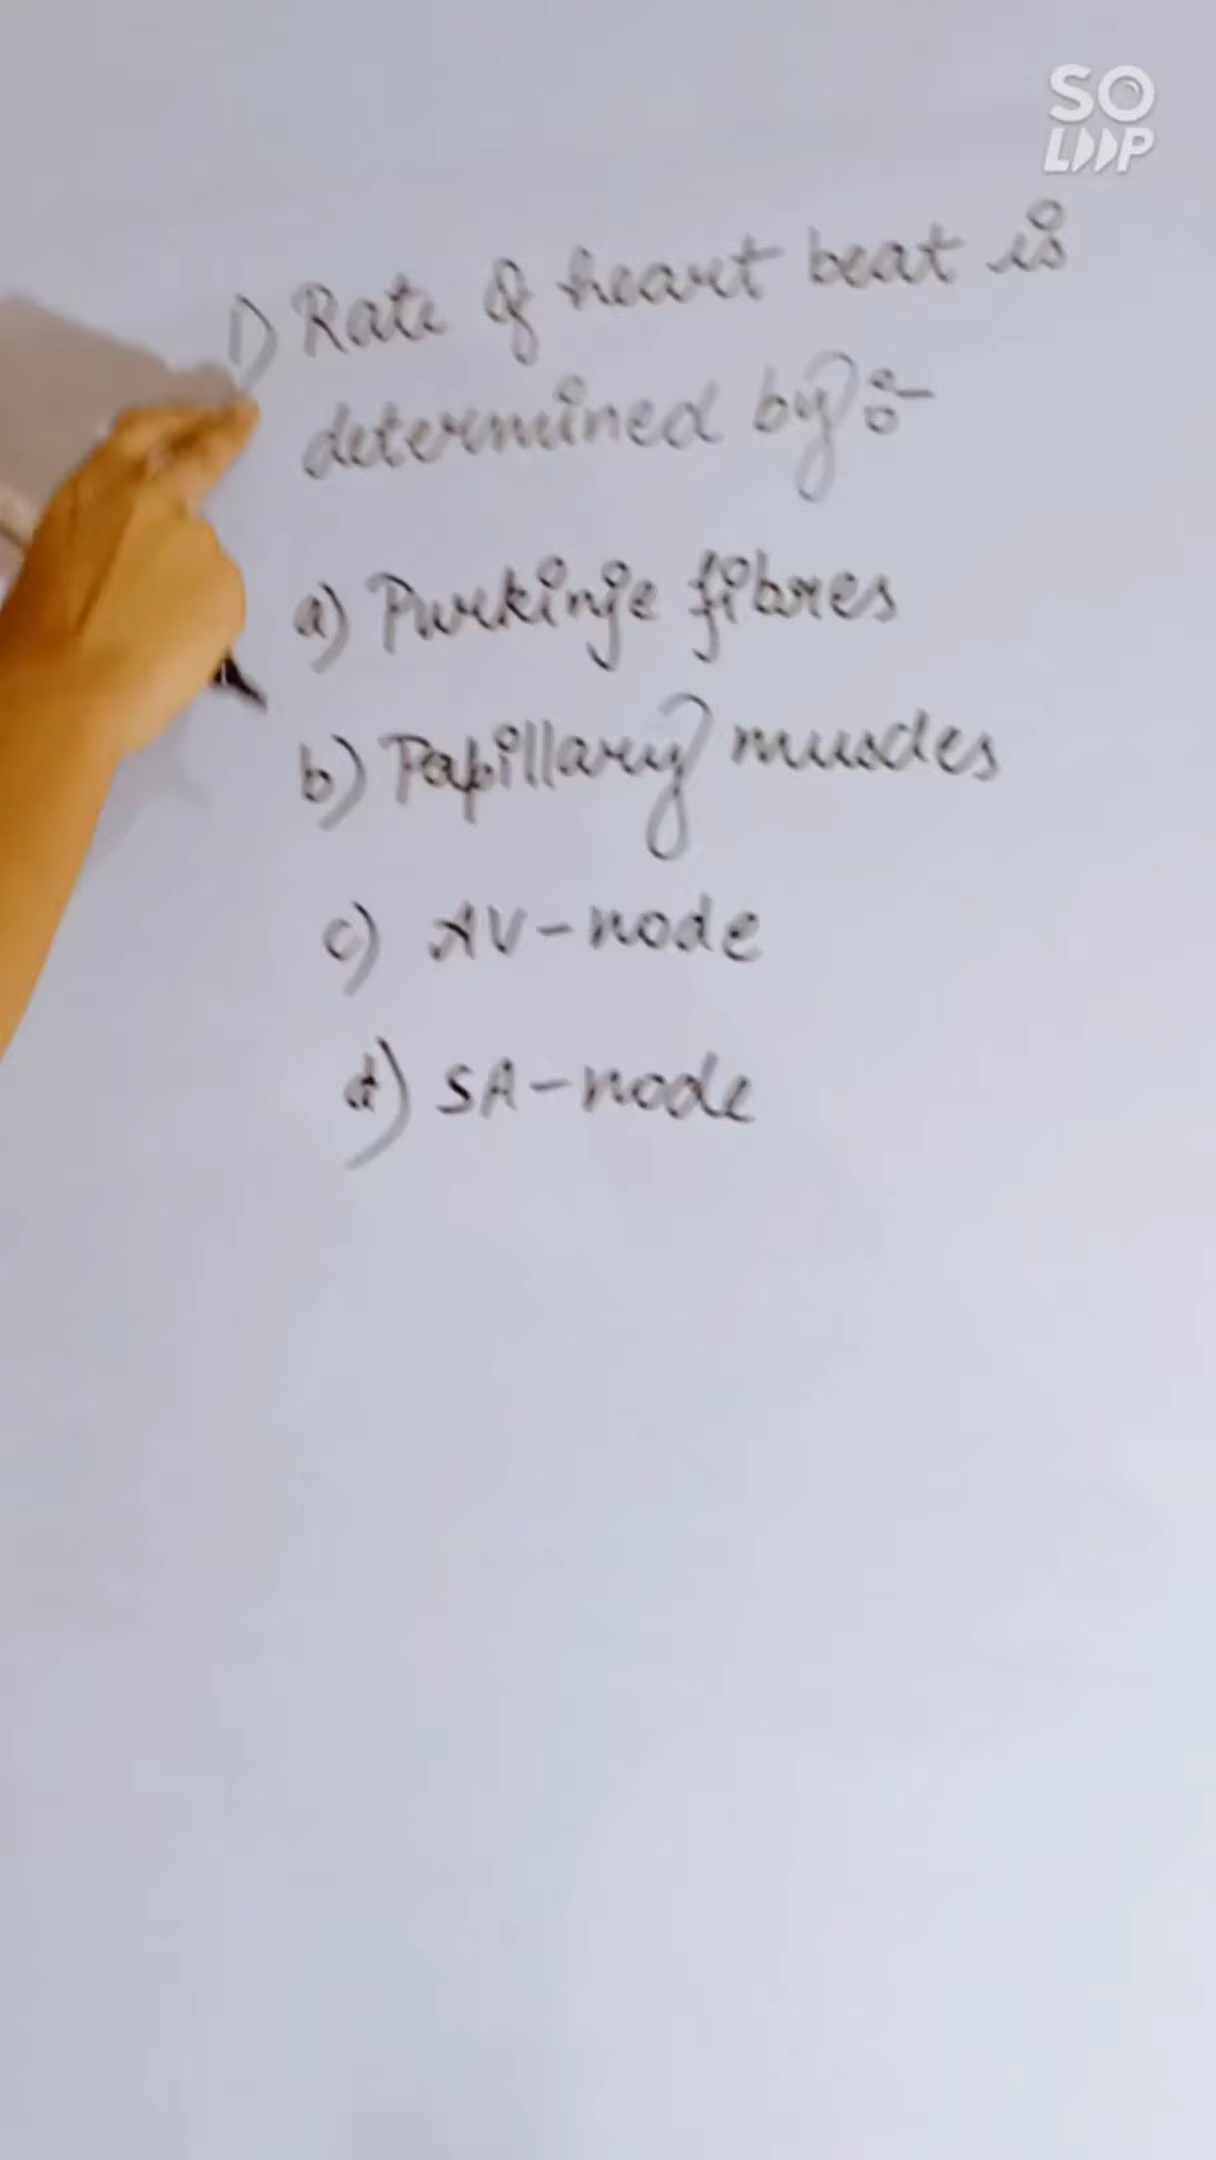 SO
LOOP
1) Rate of heart beat is
determined by :-
a) Purkinje fibres
b) Papillary muscles
c) AV-node
d) SA-node